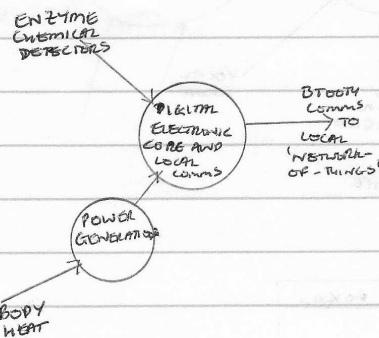 ENZYME
CHEMICAL
DETECTORS
DIGITAL
ELECTRONIC
CORE AND
LOCAL
COMMS
BTOOTH
COMMS
TO
LOCAL
'NETWORK-
OF-THINGS'
POWER
GENERATION
BODY
HEAT